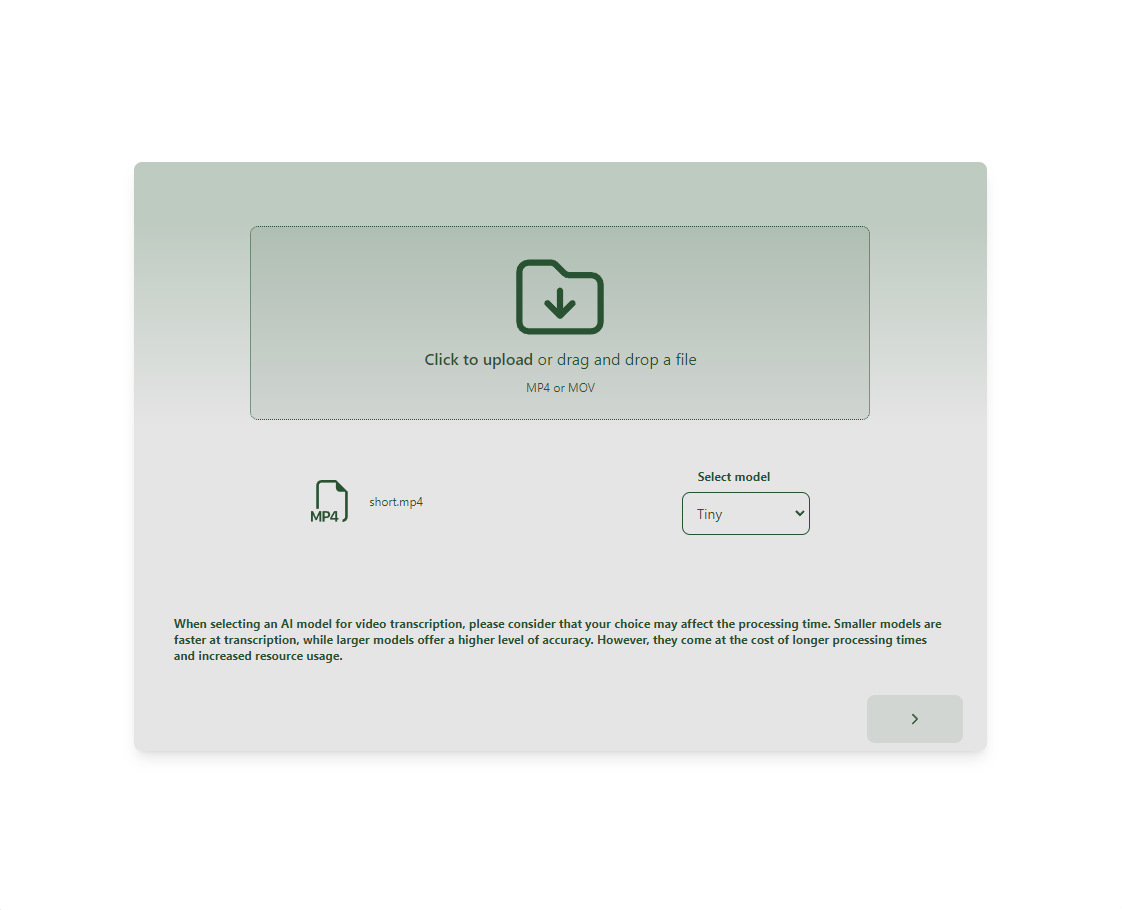 Click to upload or drag and drop a file
MP4 or MOV
MP4
short.mp4
Select model
Tiny
When selecting an AI model for video transcription, please consider that your choice may affect the processing time. Smaller models are
faster at transcription, while larger models offer a higher level of accuracy. However, they come at the cost of longer processing times
and increased resource usage.